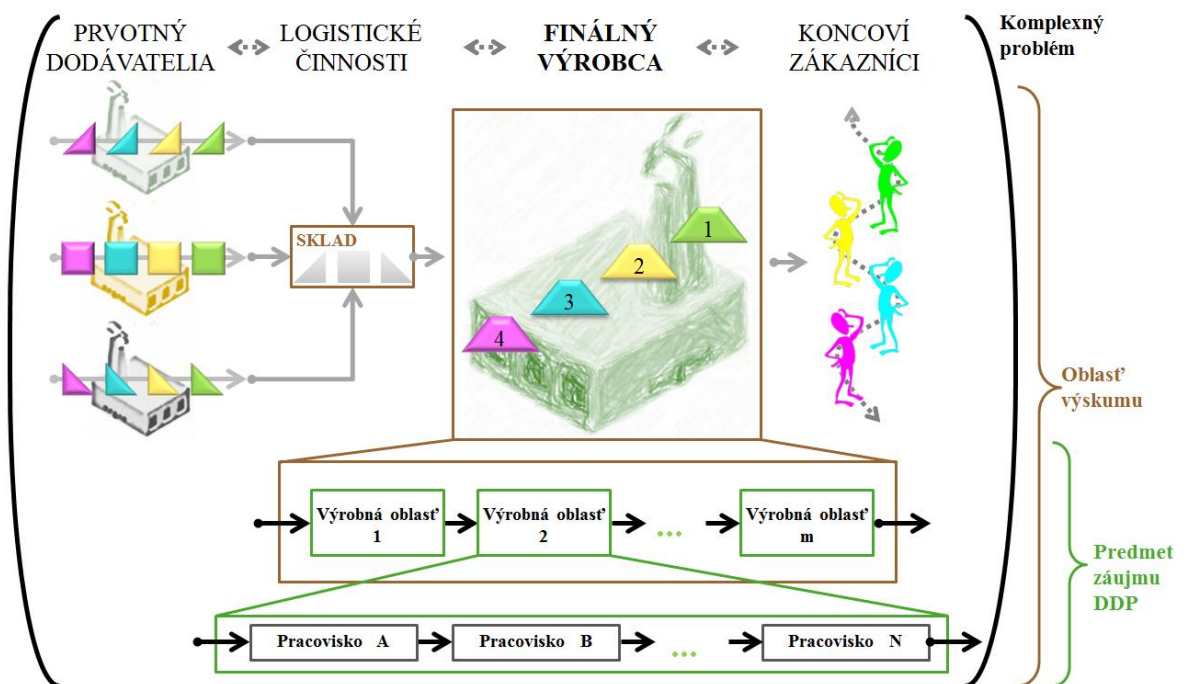 PRVOTNÝ
DODÁVATELIA
LOGISTICKÉ
ČINNOSTI
FINÁLNÝ
VÝROBCA
KONCOVÍ
ZÁKAZNÍCI
Komplexný
problém
SKLAD
1
2
3
4
Oblasť
výskumu
Výrobná oblasť
1
Výrobná oblasť
2
...
Výrobná oblasť
m
Predmet
záujmu
DDP
Pracovisko A
Pracovisko B
...
Pracovisko N